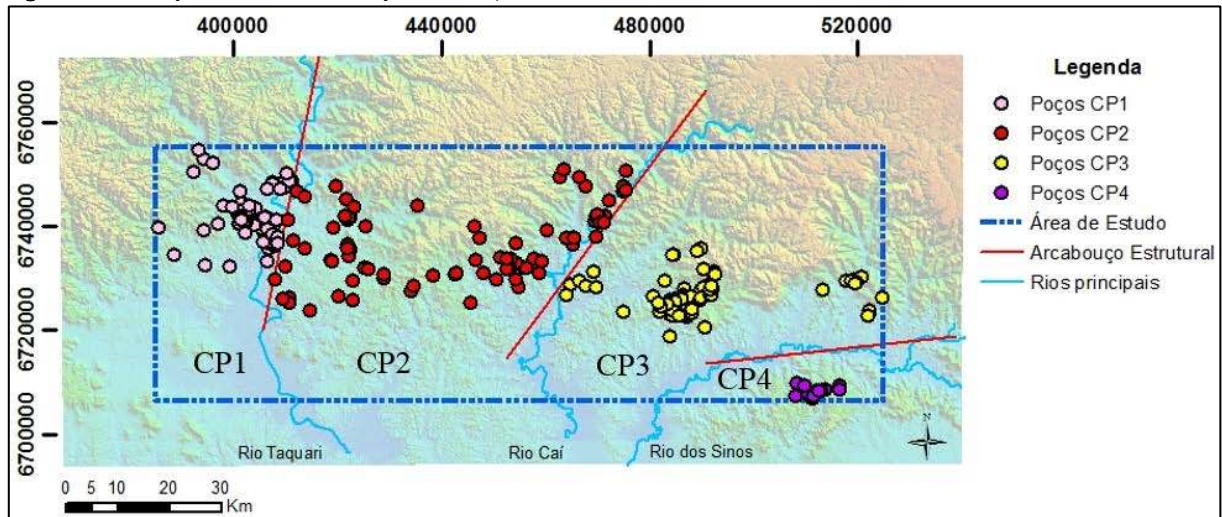 400000 440000 480000 520000
6760000
6740000
6720000
6700000
CP1
CP2
CP3
CP4
Rio Taquari
Rio Caí
Rio dos Sinos
N
0 5 10 20 30
Km
Legenda
Poços CP1
Poços CP2
Poços CP3
Poços CP4
Área de Estudo
Arcabouço Estrutural
Rios principais